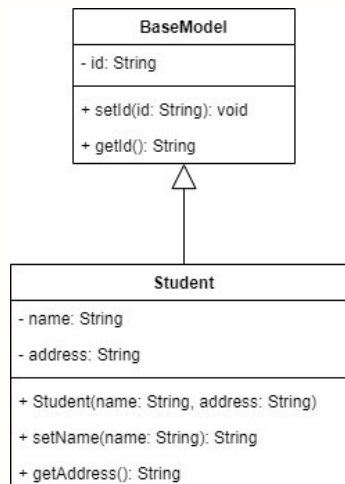 BaseModel
- id: String
+ setId(id: String): void
+ getId(): String
Student
- name: String
- address: String
+ Student(name: String, address: String)
+ setName(name: String): String
+ getAddress(): String